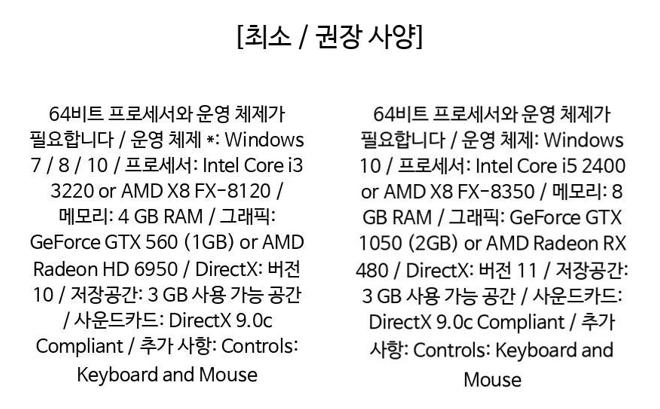 [최소 / 권장 사양]
64비트 프로세서와 운영 체제가
필요합니다 / 운영 체제 *: Windows
7 / 8 / 10 / 프로세서: Intel Core i3
3220 or AMD X8 FX-8120 /
메모리: 4 GB RAM / 그래픽:
GeForce GTX 560 (1GB) or AMD
Radeon HD 6950 / DirectX: 버전
10 / 저장공간: 3 GB 사용 가능 공간
/ 사운드카드: DirectX 9.0c
Compliant / 추가 사항: Controls:
Keyboard and Mouse
64비트 프로세서와 운영 체제가
필요합니다 / 운영 체제: Windows
10 / 프로세서: Intel Core i5 2400
or AMD X8 FX-8350 / 메모리: 8
GB RAM / 그래픽: GeForce GTX
1050 (2GB) or AMD Radeon RX
480 / DirectX: 버전 11 / 저장공간:
3 GB 사용 가능 공간 / 사운드카드:
DirectX 9.0c Compliant / 추가
사항: Controls: Keyboard and
Mouse